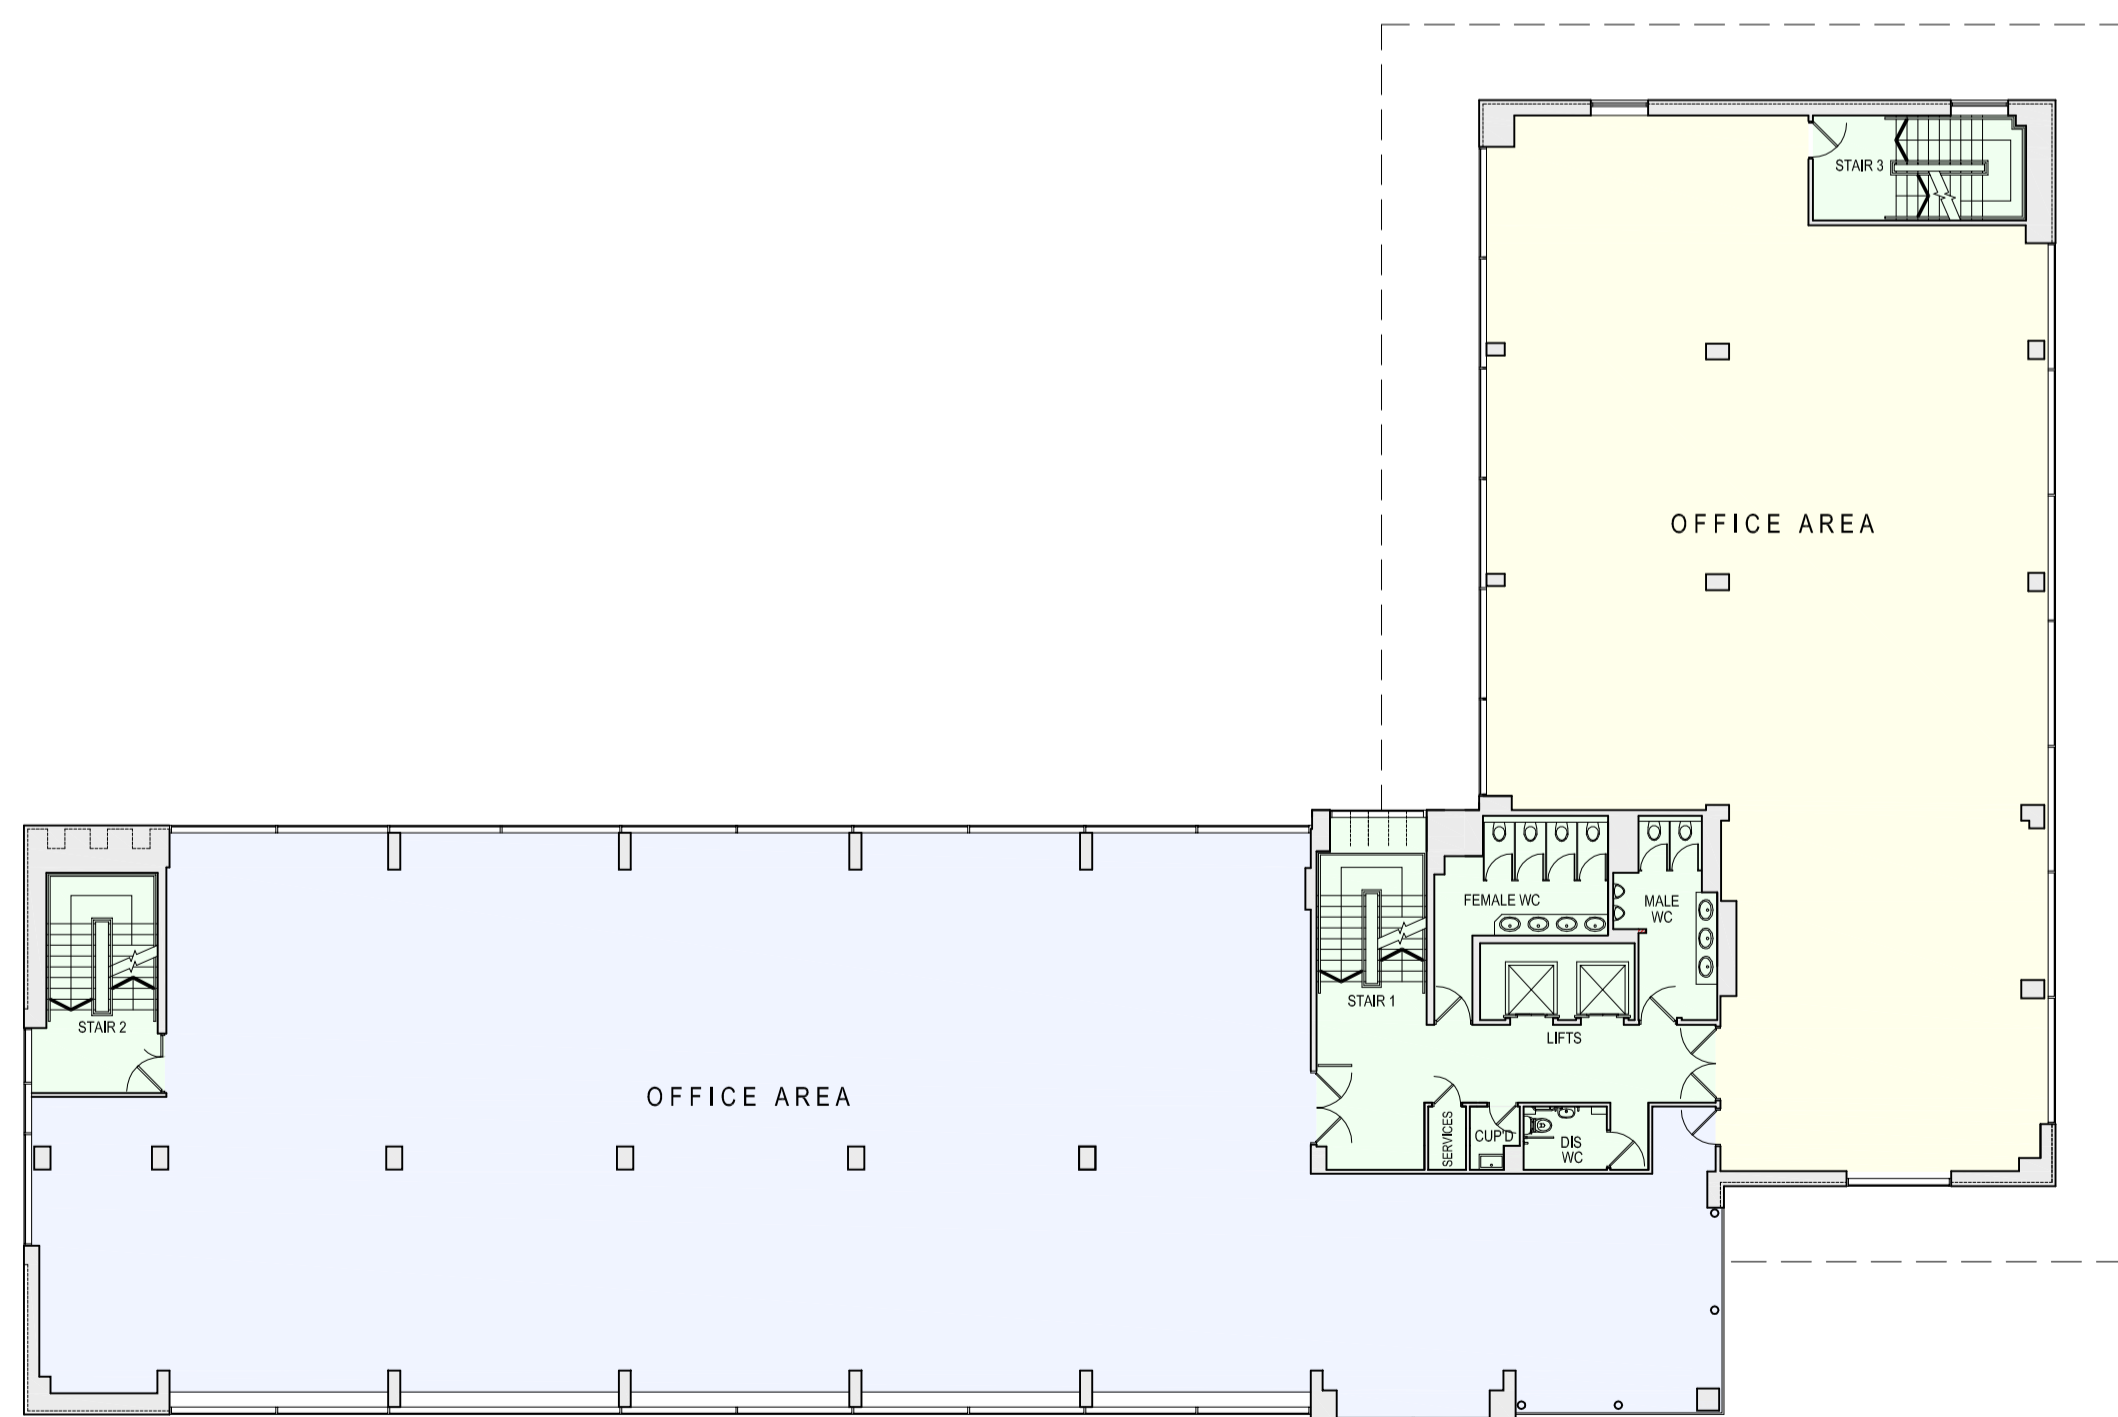 STAIR 3
OFFICE AREA
FEMALE WC
MALE
WC
STAIR 1
STAIR 2
LIFTS
OFFICE AREA
SERVICES
CUP'D
DIS
WC